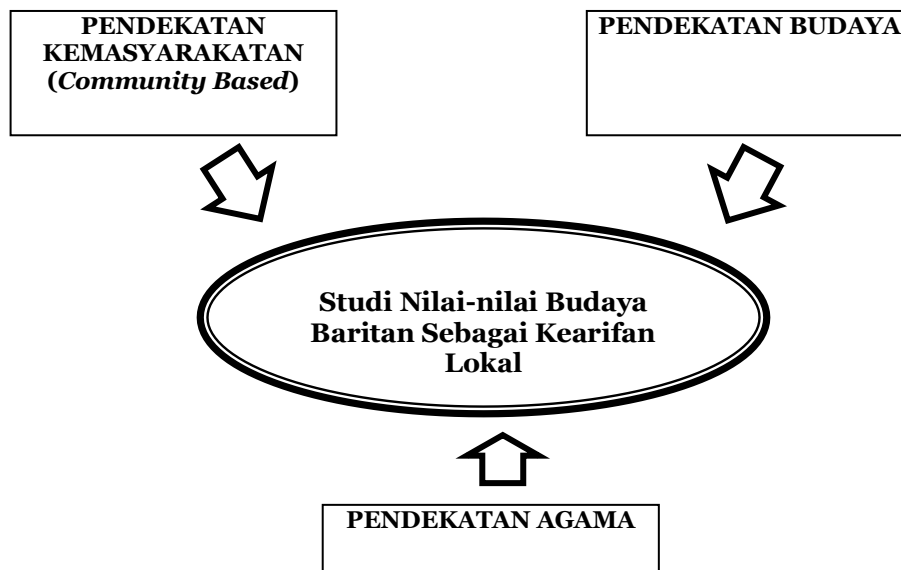 PENDEKATAN
KEMASYARAKATAN
(Community Based)
PENDEKATAN BUDAYA
Studi Nilai-nilai Budaya
Baritan Sebagai Kearifan
Lokal
PENDEKATAN AGAMA